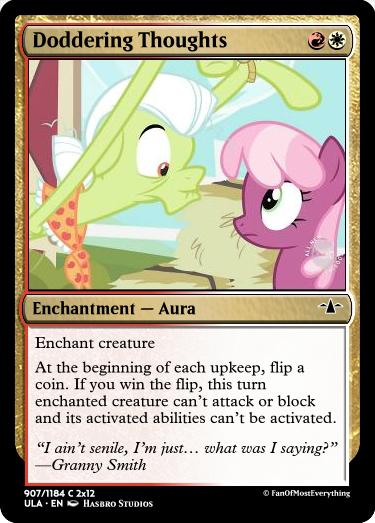 Doddering Thoughts
Enchantment — Aura
Enchant creature
At the beginning of each upkeep, flip a
coin. If you win the flip, this turn
enchanted creature can’t attack or block
and its activated abilities can’t be activated.
“I ain’t senile, I’m just… what was I saying?”
—Granny Smith
907/1184 C 2x12
ULA • EN Hasbro Studios
© FanOfMostEverything